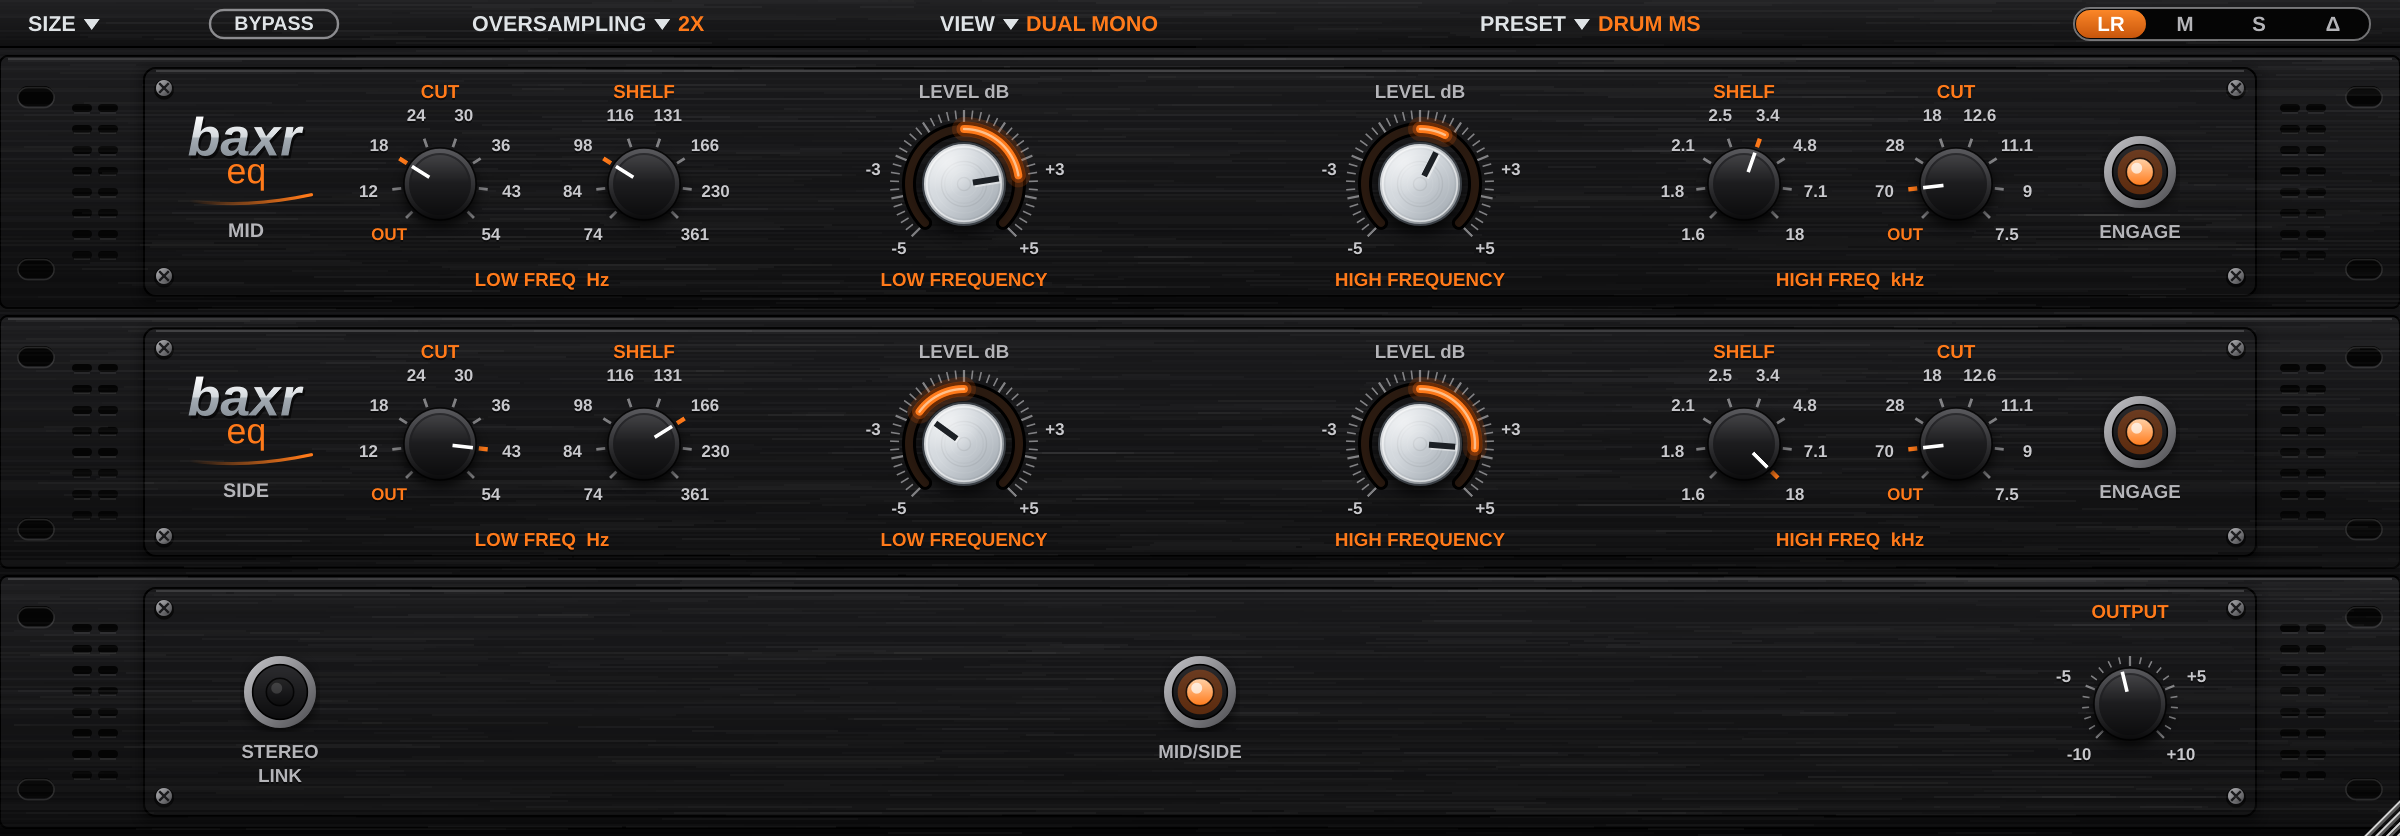 SIZE BYPASS OVERSAMPLING 2X VIEW DUAL MONO PRESET DRUM MS LR M S Δ
CUT SHELF LEVEL dB LEVEL dB SHELF CUT
24 30 116 131 2.5 3.4 18 12.6
baxr 18 36 98 166 2.1 4.8 28 11.1
eq -3 +3 -3 +3
12 43 84 230 1.8 7.1 70 9
MID OUT 54 74 361 1.6 18 OUT 7.5 ENGAGE
-5 +5 -5 +5
LOW FREQ Hz LOW FREQUENCY HIGH FREQUENCY HIGH FREQ kHz
CUT SHELF LEVEL dB LEVEL dB SHELF CUT
24 30 116 131 2.5 3.4 18 12.6
baxr 18 36 98 166 2.1 4.8 28 11.1
eq -3 +3 -3 +3
12 43 84 230 1.8 7.1 70 9
SIDE OUT 54 74 361 1.6 18 OUT 7.5 ENGAGE
-5 +5 -5 +5
LOW FREQ Hz LOW FREQUENCY HIGH FREQUENCY HIGH FREQ kHz
OUTPUT
-5 +5
STEREO MID/SIDE -10 +10
LINK